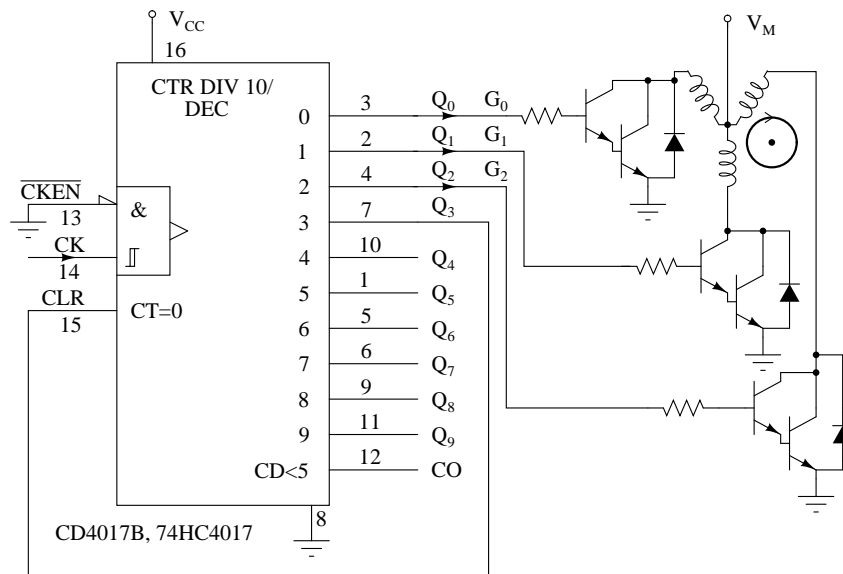 V_CC
V_M
16
CTR DIV 10/
DEC
0 3 Q_0 G_0
1 2 Q_1 G_1
2 4 Q_2 G_2
CKEN
3 7 Q_3
13
&
CK
4 10 Q_4
14
5 1 Q_5
CLR
CT=0
15
6 5 Q_6
7 6 Q_7
8 9 Q_8
9 11 Q_9
CD<5 12 CO
8
CD4017B, 74HC4017